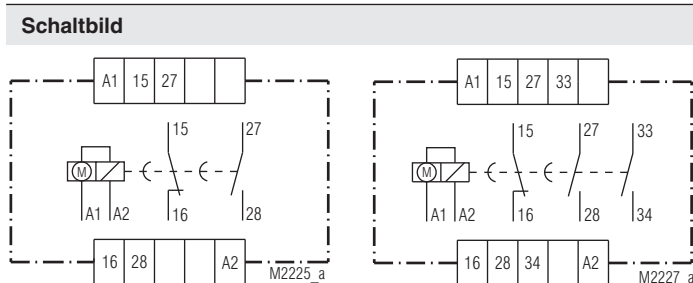 Schaltbild
A1 15 27
15 27
M
A1 A2 16 28
16 28 A2
M2225_a
A1 15 27 33
15 27 33
M
A1 A2 16 28 34
16 28 34 A2
M2227_a